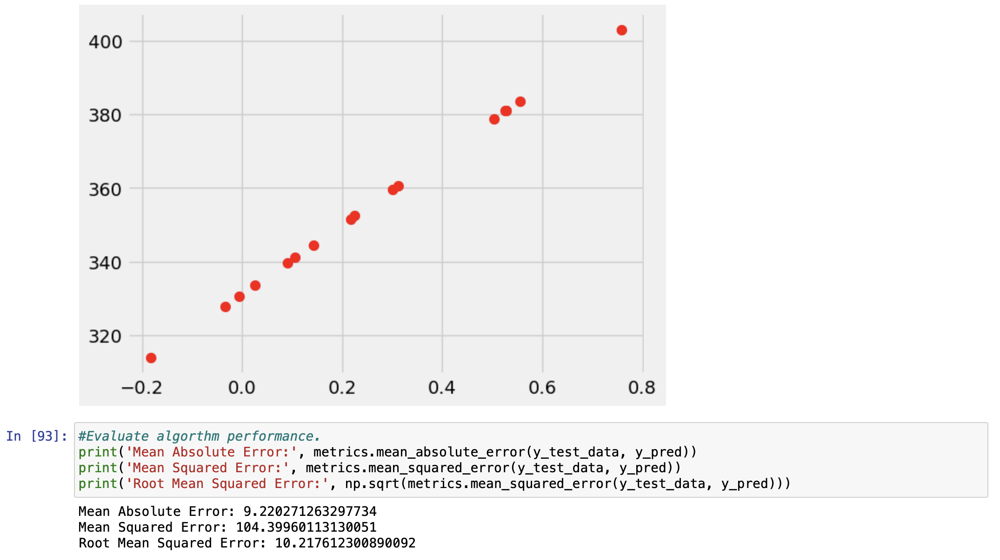 400
380
360
340
320
−0.2 0.0 0.2 0.4 0.6 0.8
In [93]: #Evaluate algorthm performance.
print('Mean Absolute Error:', metrics.mean_absolute_error(y_test_data, y_pred))
print('Mean Squared Error:', metrics.mean_squared_error(y_test_data, y_pred))
print('Root Mean Squared Error:', np.sqrt(metrics.mean_squared_error(y_test_data, y_pred)))
Mean Absolute Error: 9.220271263297734
Mean Squared Error: 104.39960113130051
Root Mean Squared Error: 10.217612300890092